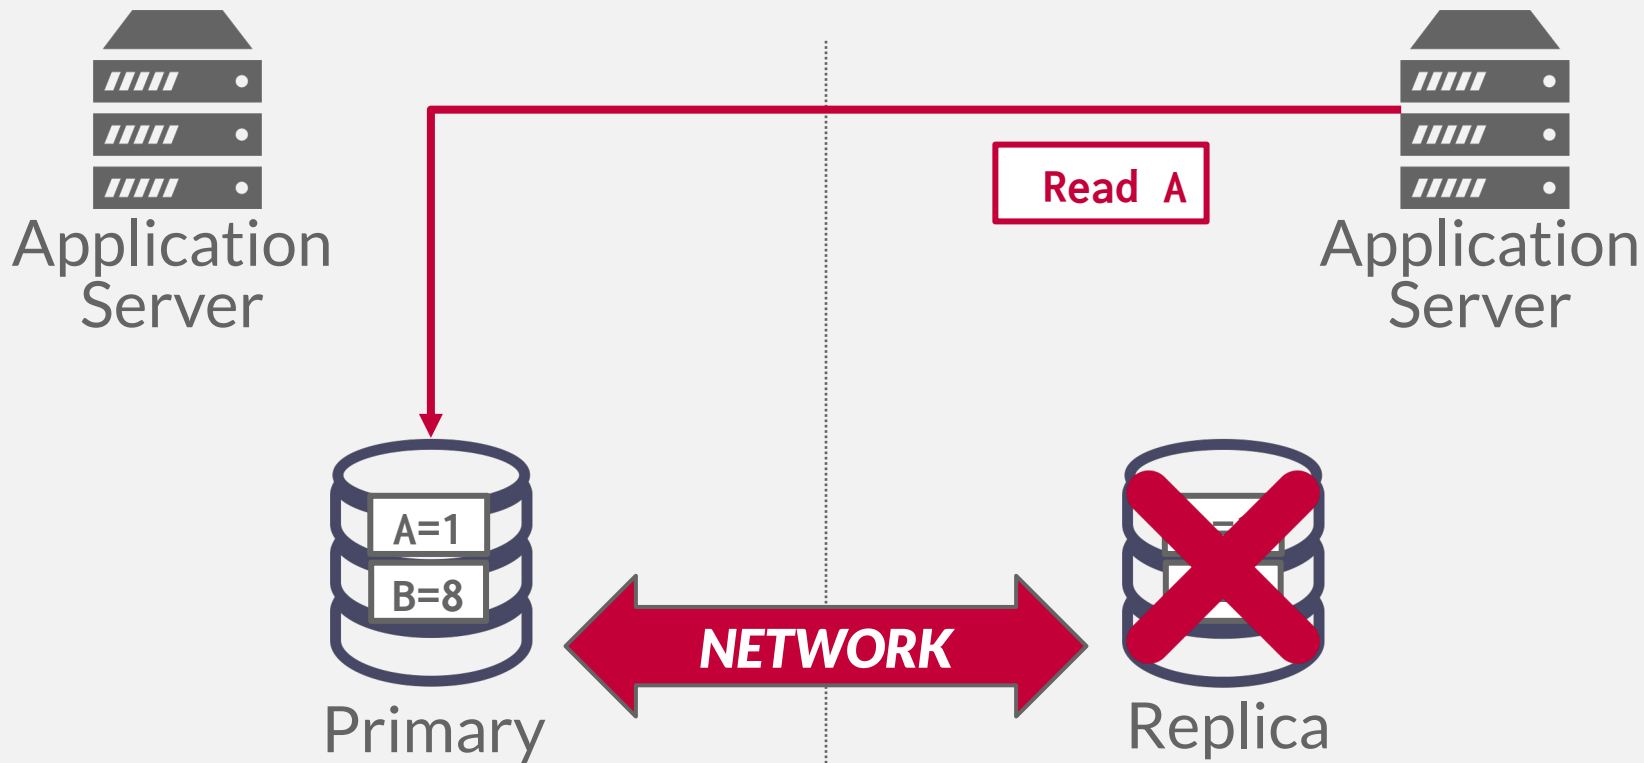 Application
Server
Application
Server
Read A
A=1
B=8
NETWORK
Primary
Replica